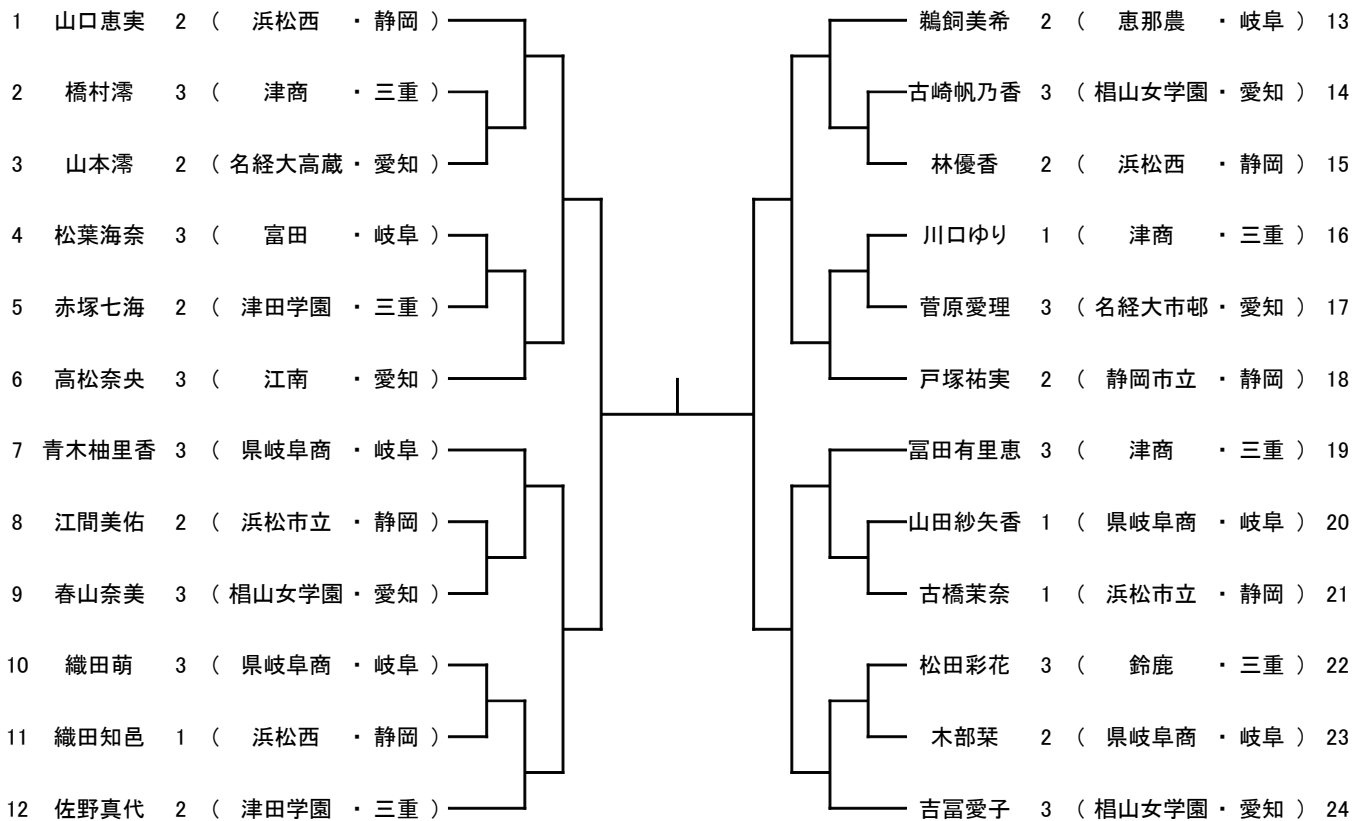 1 山口恵実 2 ( 浜松西 ・ 静岡 )
2 橋村澪 3 ( 津商 ・ 三重 )
3 山本澪 2 ( 名経大高蔵 ・ 愛知 )
4 松葉海奈 3 ( 富田 ・ 岐阜 )
5 赤塚七海 2 ( 津田学園 ・ 三重 )
6 高松奈央 3 ( 江南 ・ 愛知 )
7 青木柚里香 3 ( 県岐阜商 ・ 岐阜 )
8 江間美佑 2 ( 浜松市立 ・ 静岡 )
9 春山奈美 3 ( 椙山女学園 ・ 愛知 )
10 織田萌 3 ( 県岐阜商 ・ 岐阜 )
11 織田知邑 1 ( 浜松西 ・ 静岡 )
12 佐野真代 2 ( 津田学園 ・ 三重 )
鵜飼美希 2 ( 恵那農 ・ 岐阜 ) 13
古崎帆乃香 3 ( 椙山女学園 ・ 愛知 ) 14
林優香 2 ( 浜松西 ・ 静岡 ) 15
川口ゆり 1 ( 津商 ・ 三重 ) 16
菅原愛理 3 ( 名経大市邨 ・ 愛知 ) 17
戸塚祐実 2 ( 静岡市立 ・ 静岡 ) 18
冨田有里恵 3 ( 津商 ・ 三重 ) 19
山田紗矢香 1 ( 県岐阜商 ・ 岐阜 ) 20
古橋茉奈 1 ( 浜松市立 ・ 静岡 ) 21
松田彩花 3 ( 鈴鹿 ・ 三重 ) 22
木部栞 2 ( 県岐阜商 ・ 岐阜 ) 23
吉冨愛子 3 ( 椙山女学園 ・ 愛知 ) 24